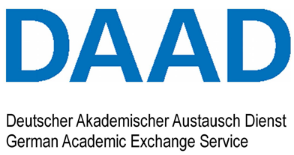 DAAD
Deutscher Akademischer Austausch Dienst
German Academic Exchange Service